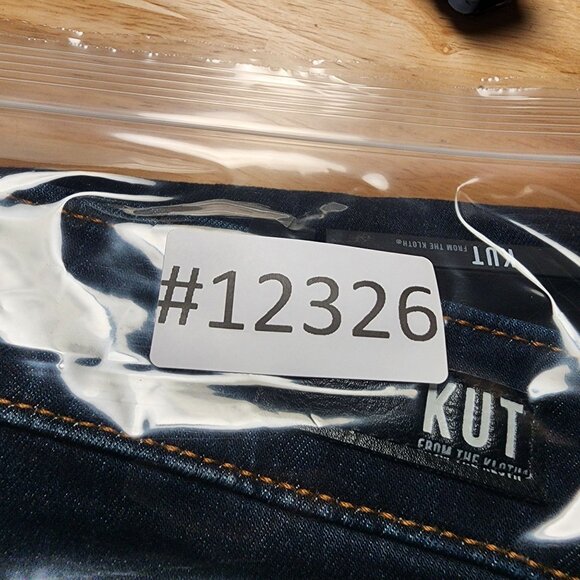 KUT
FROM THE KLOTH®
#12326
KUT
FROM THE KLOTH®